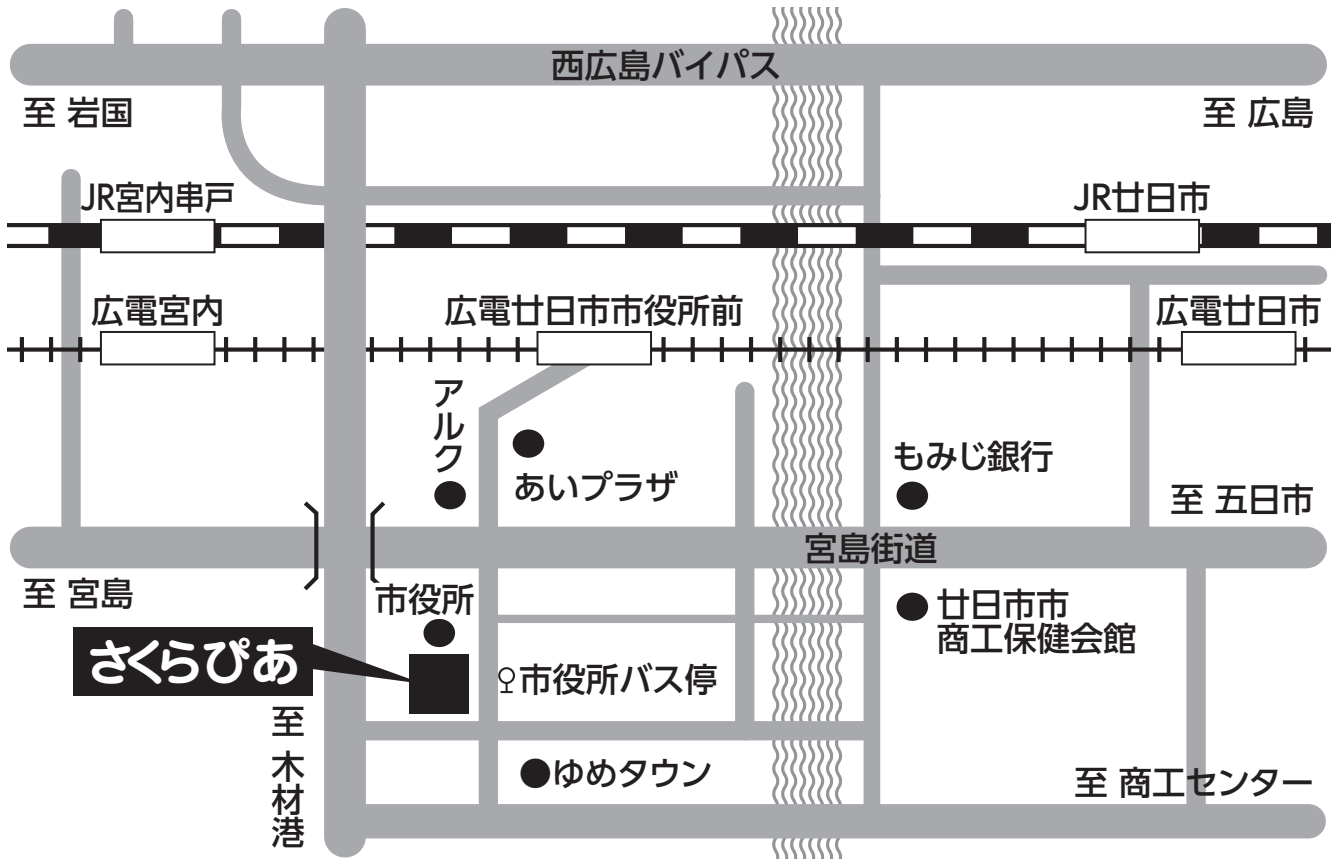 西広島バイパス
至 岩国
至 広島
JR宮内串戸
JR廿日市
広電宮内
広電廿日市市役所前
広電廿日市
アルク
あいプラザ
もみじ銀行
至 五日市
宮島街道
至 宮島
市役所
廿日市市
商工保健会館
さくらぴあ
市役所バス停
至 木材港
ゆめタウン
至 商工センター